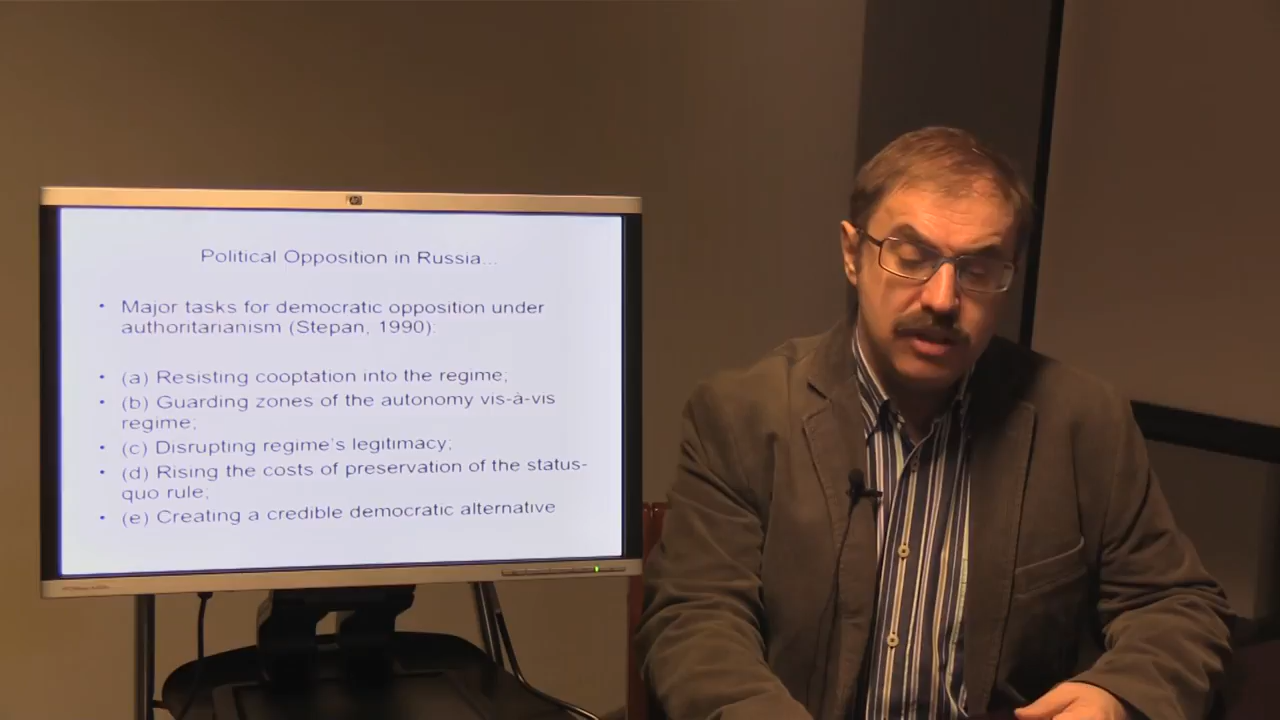 hp
Political Opposition in Russia...
• Major tasks for democratic opposition under
authoritarianism (Stepan, 1990):
• (a) Resisting cooptation into the regime;
• (b) Guarding zones of the autonomy vis-à-vis
regime;
• (c) Disrupting regime's legitimacy;
• (d) Rising the costs of preservation of the status-
quo rule;
• (e) Creating a credible democratic alternative